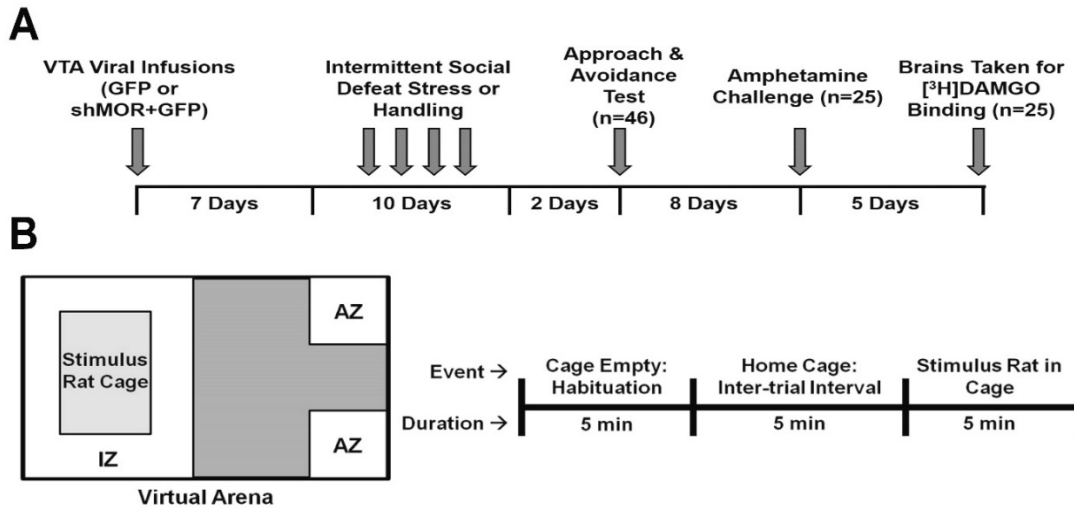 A
VTA Viral Infusions
(GFP or
shMOR+GFP)
Intermittent Social
Defeat Stress or
Handling
Approach &
Avoidance
Test
(n=46)
Amphetamine
Challenge (n=25)
Brains Taken for
[³H]DAMGO
Binding (n=25)
7 Days
10 Days
2 Days
8 Days
5 Days
B
Stimulus
Rat Cage
IZ
AZ
AZ
Virtual Arena
Event →
Cage Empty:
Habituation
Home Cage:
Inter-trial Interval
Stimulus Rat in
Cage
Duration →
5 min
5 min
5 min